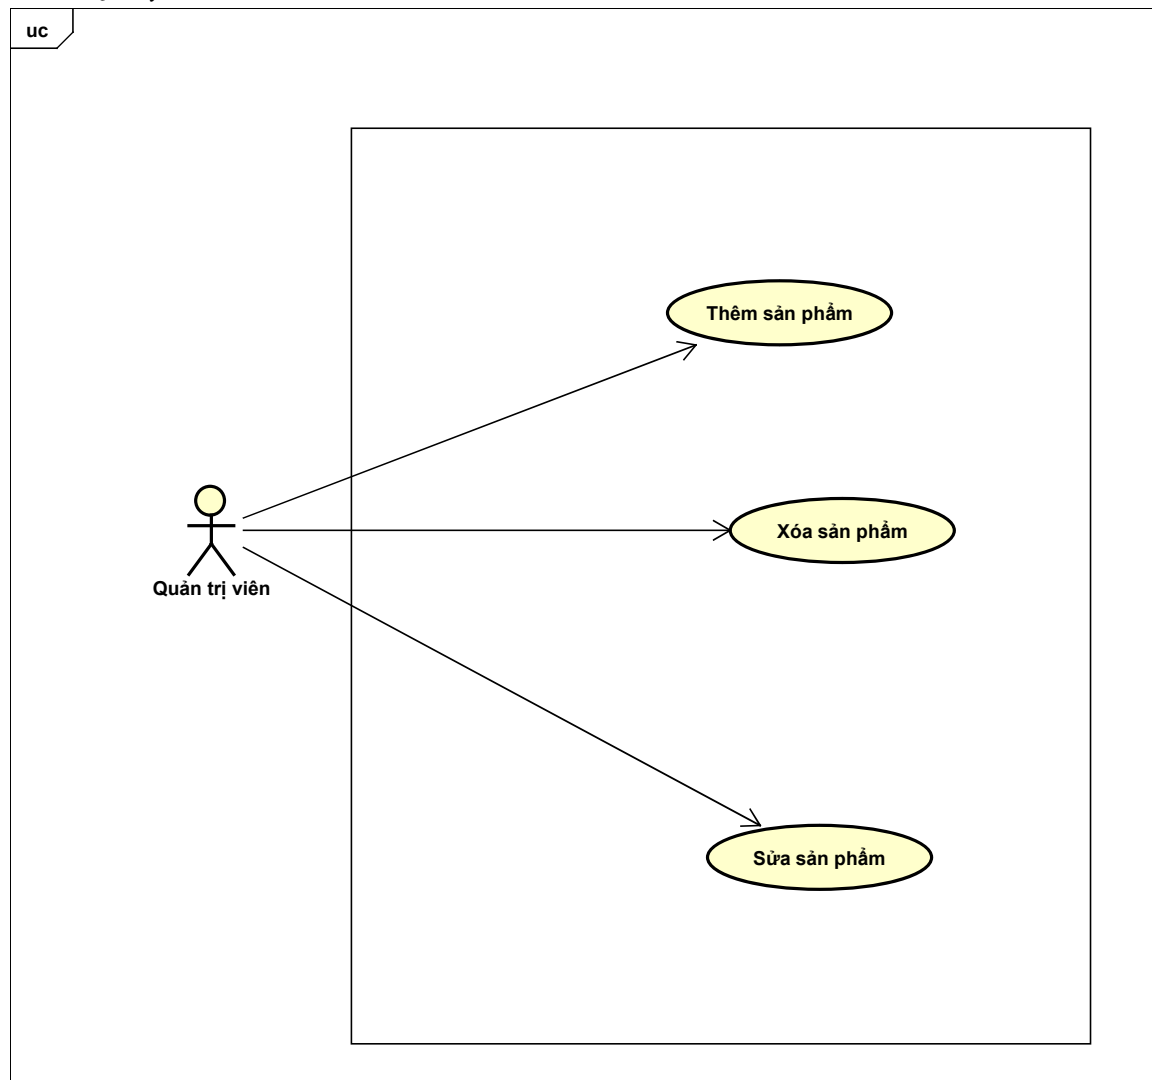 uc
Thêm sản phẩm
Xóa sản phẩm
Quản trị viên
Sửa sản phẩm